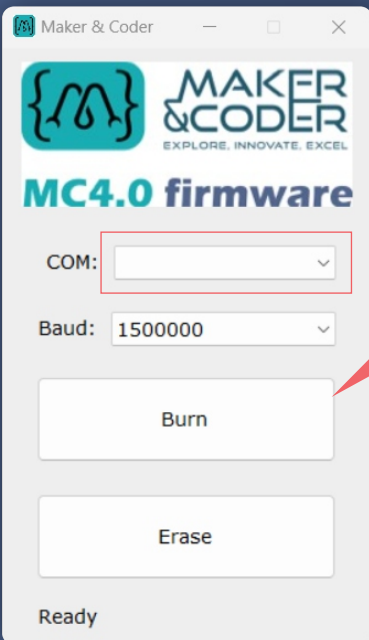 Maker & Coder
MAKER
&CODER
EXPLORE, INNOVATE, EXCEL
MC4.0 firmware
COM:
Baud: 1500000
Burn
Erase
Ready